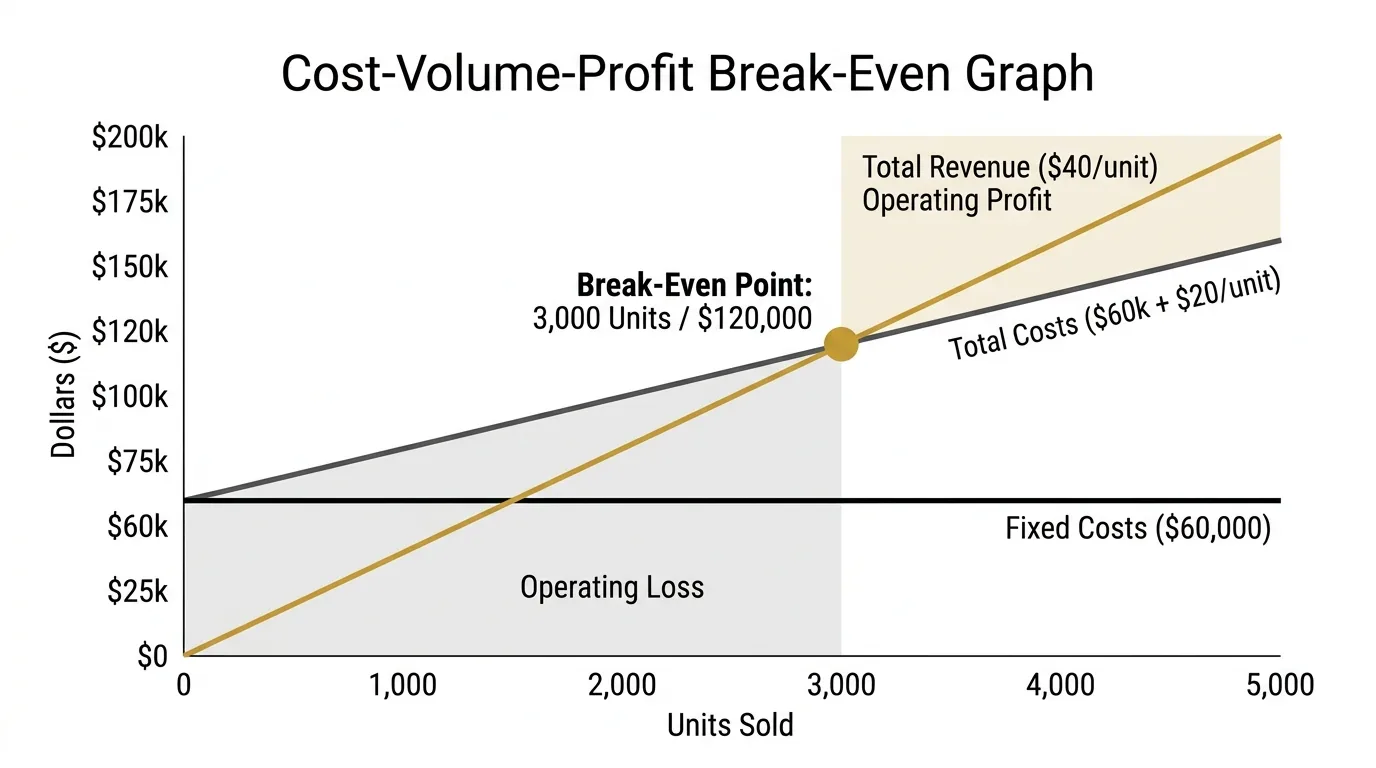 Cost-Volume-Profit Break-Even Graph
$200k
$175k
$150k
$120k
$100k
$75k
$60k
$25k
$0
Dollars ($)
Total Revenue ($40/unit)
Operating Profit
Break-Even Point:
3,000 Units / $120,000
Total Costs ($60k + $20/unit)
Fixed Costs ($60,000)
Operating Loss
0
1,000
2,000
3,000
4,000
5,000
Units Sold